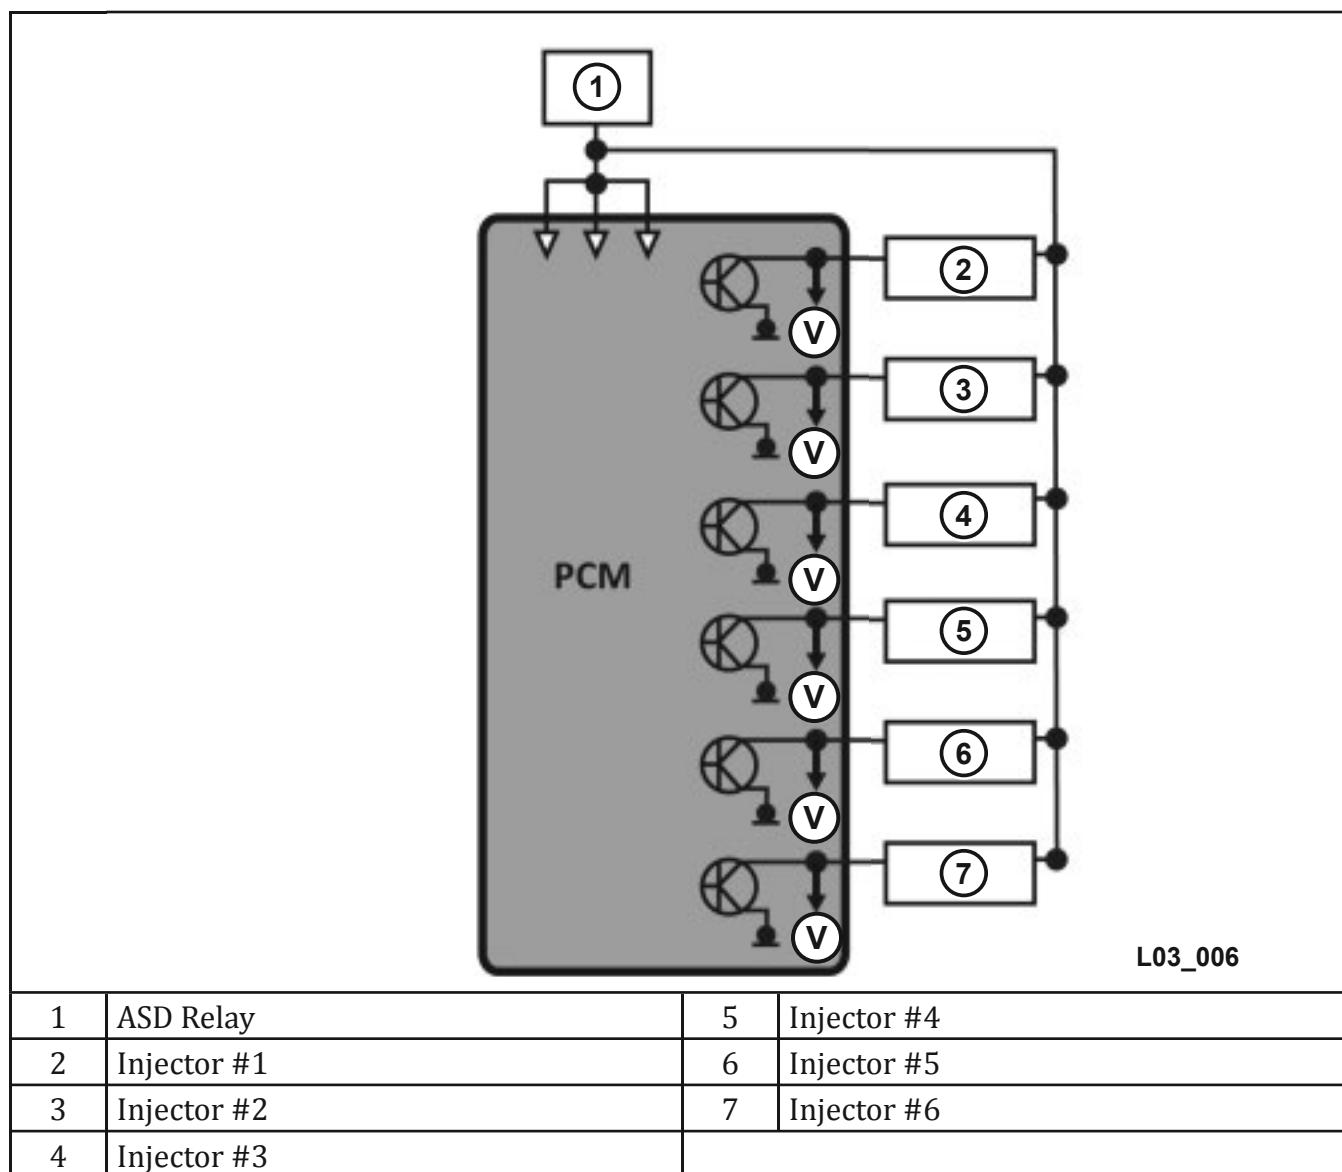 1
2
V
3
V
4
V
PCM
5
V
6
V
7
V
L03_006
1 ASD Relay 5 Injector #4
2 Injector #1 6 Injector #5
3 Injector #2 7 Injector #6
4 Injector #3